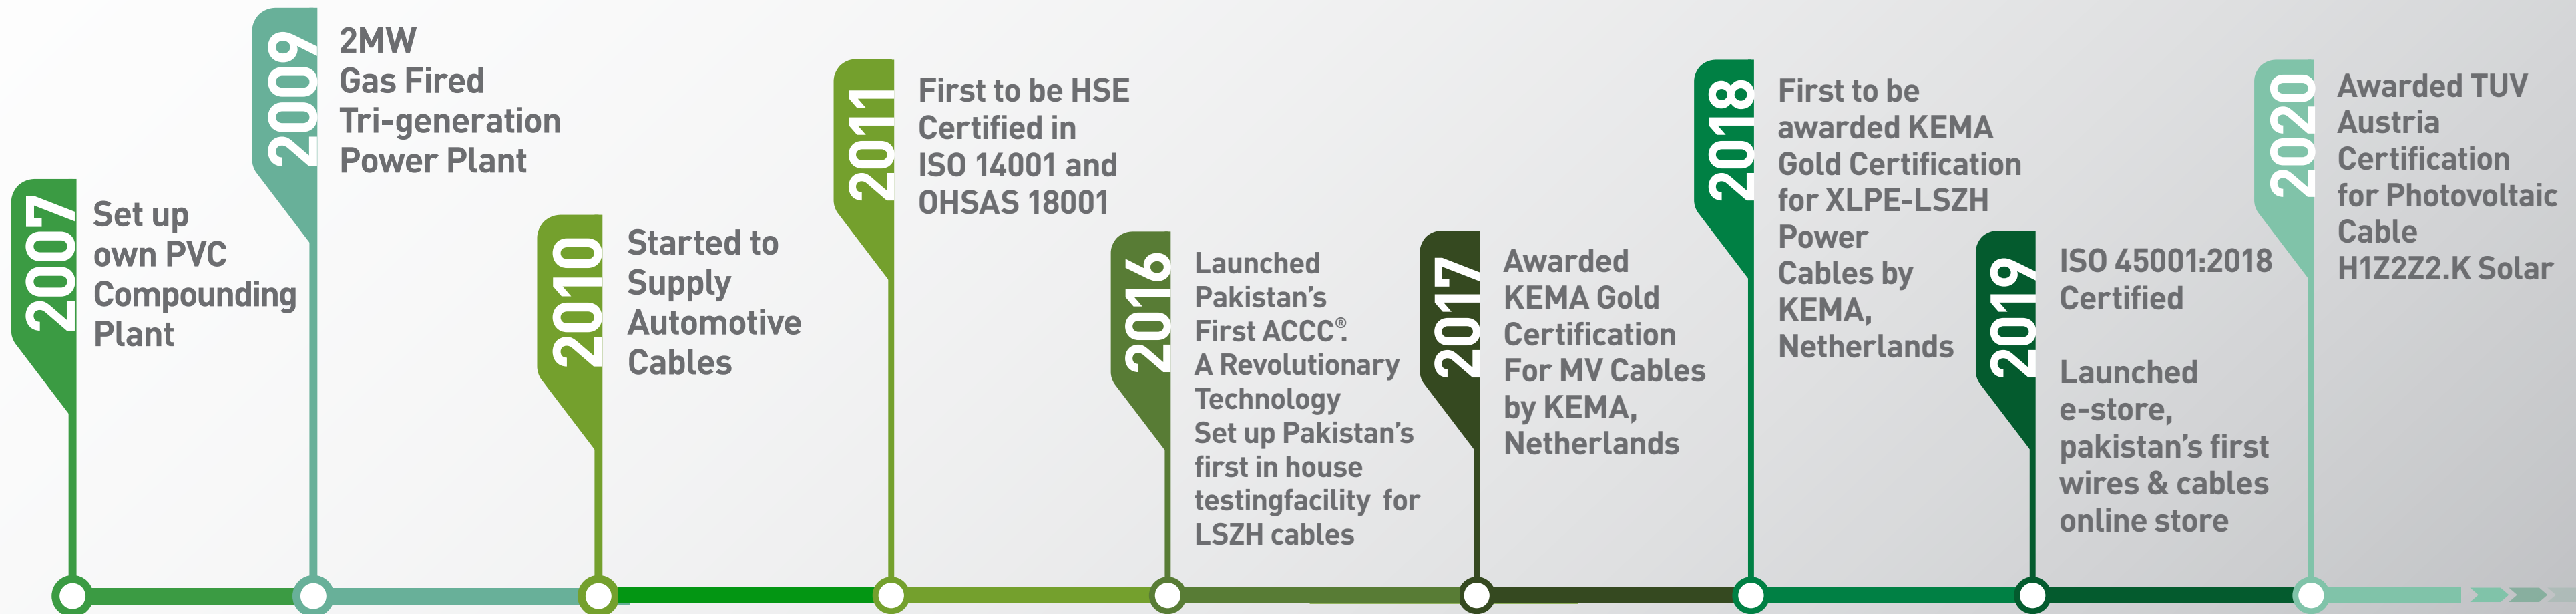 2007
Set up
own PVC
Compounding
Plant
2009
2MW
Gas Fired
Tri-generation
Power Plant
2010
Started to
Supply
Automotive
Cables
2011
First to be HSE
Certified in
ISO 14001 and
OHSAS 18001
2016
Launched
Pakistan’s
First ACCC®.
A Revolutionary
Technology
Set up Pakistan’s
first in house
testingfacility for
LSZH cables
2017
Awarded
KEMA Gold
Certification
For MV Cables
by KEMA,
Netherlands
2018
First to be
awarded KEMA
Gold Certification
for XLPE-LSZH
Power
Cables by
KEMA,
Netherlands
2019
ISO 45001:2018
Certified
Launched
e-store,
pakistan’s first
wires & cables
online store
2020
Awarded TUV
Austria
Certification
for Photovoltaic
Cable
H1Z2Z2.K Solar